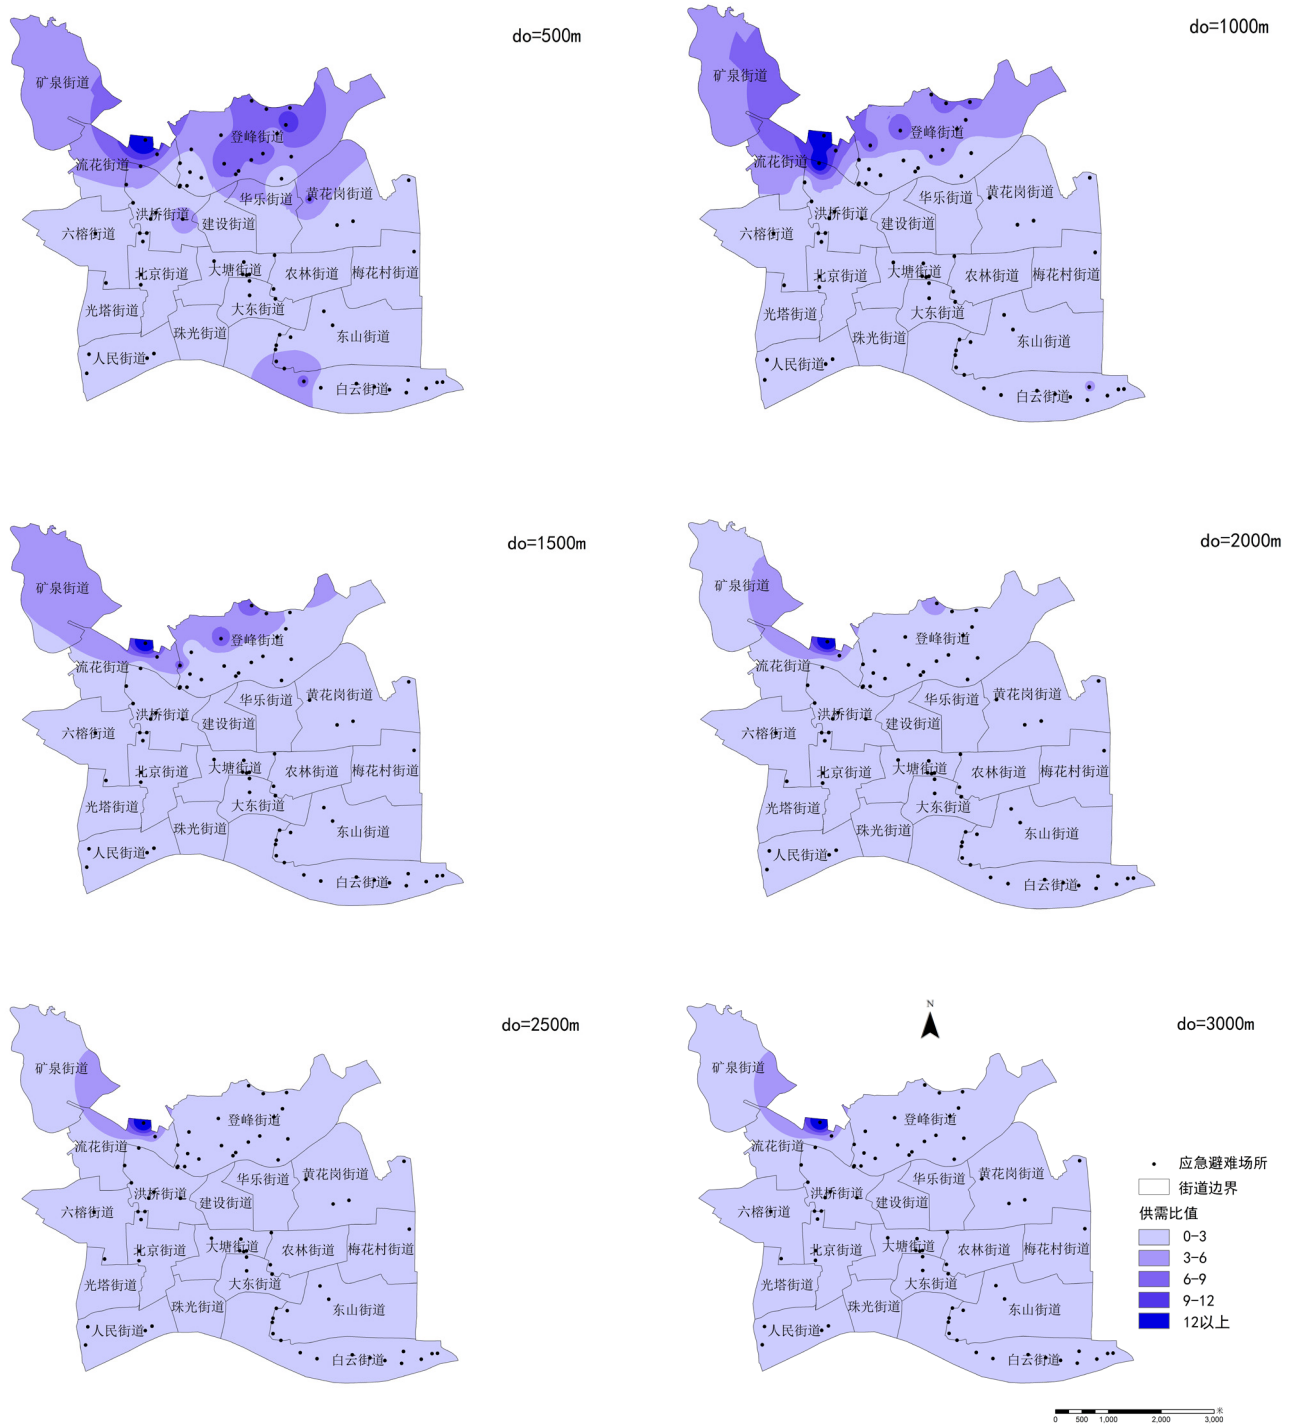 do=500m
矿泉街道
登峰街道
流花街道
华乐街道
黄花岗街道
洪桥街道
建设街道
六榕街道
北京街道
大塘街道
农林街道
梅花村街道
光塔街道
大东街道
珠光街道
东山街道
人民街道
白云街道
do=1000m
矿泉街道
登峰街道
流花街道
华乐街道
黄花岗街道
洪桥街道
建设街道
六榕街道
北京街道
大塘街道
农林街道
梅花村街道
光塔街道
大东街道
珠光街道
东山街道
人民街道
白云街道
do=1500m
矿泉街道
登峰街道
流花街道
华乐街道
黄花岗街道
洪桥街道
建设街道
六榕街道
北京街道
大塘街道
农林街道
梅花村街道
光塔街道
大东街道
珠光街道
东山街道
人民街道
白云街道
do=2000m
矿泉街道
登峰街道
流花街道
华乐街道
黄花岗街道
洪桥街道
建设街道
六榕街道
北京街道
大塘街道
农林街道
梅花村街道
光塔街道
大东街道
珠光街道
东山街道
人民街道
白云街道
do=2500m
矿泉街道
登峰街道
流花街道
华乐街道
黄花岗街道
洪桥街道
建设街道
六榕街道
北京街道
大塘街道
农林街道
梅花村街道
光塔街道
大东街道
珠光街道
东山街道
人民街道
白云街道
N
do=3000m
矿泉街道
登峰街道
流花街道
华乐街道
黄花岗街道
洪桥街道
建设街道
六榕街道
北京街道
大塘街道
农林街道
梅花村街道
光塔街道
大东街道
珠光街道
东山街道
人民街道
白云街道
应急避难场所
街道边界
供需比值
0-3
3-6
6-9
9-12
12以上
米
0 500 1,000 2,000 3,000